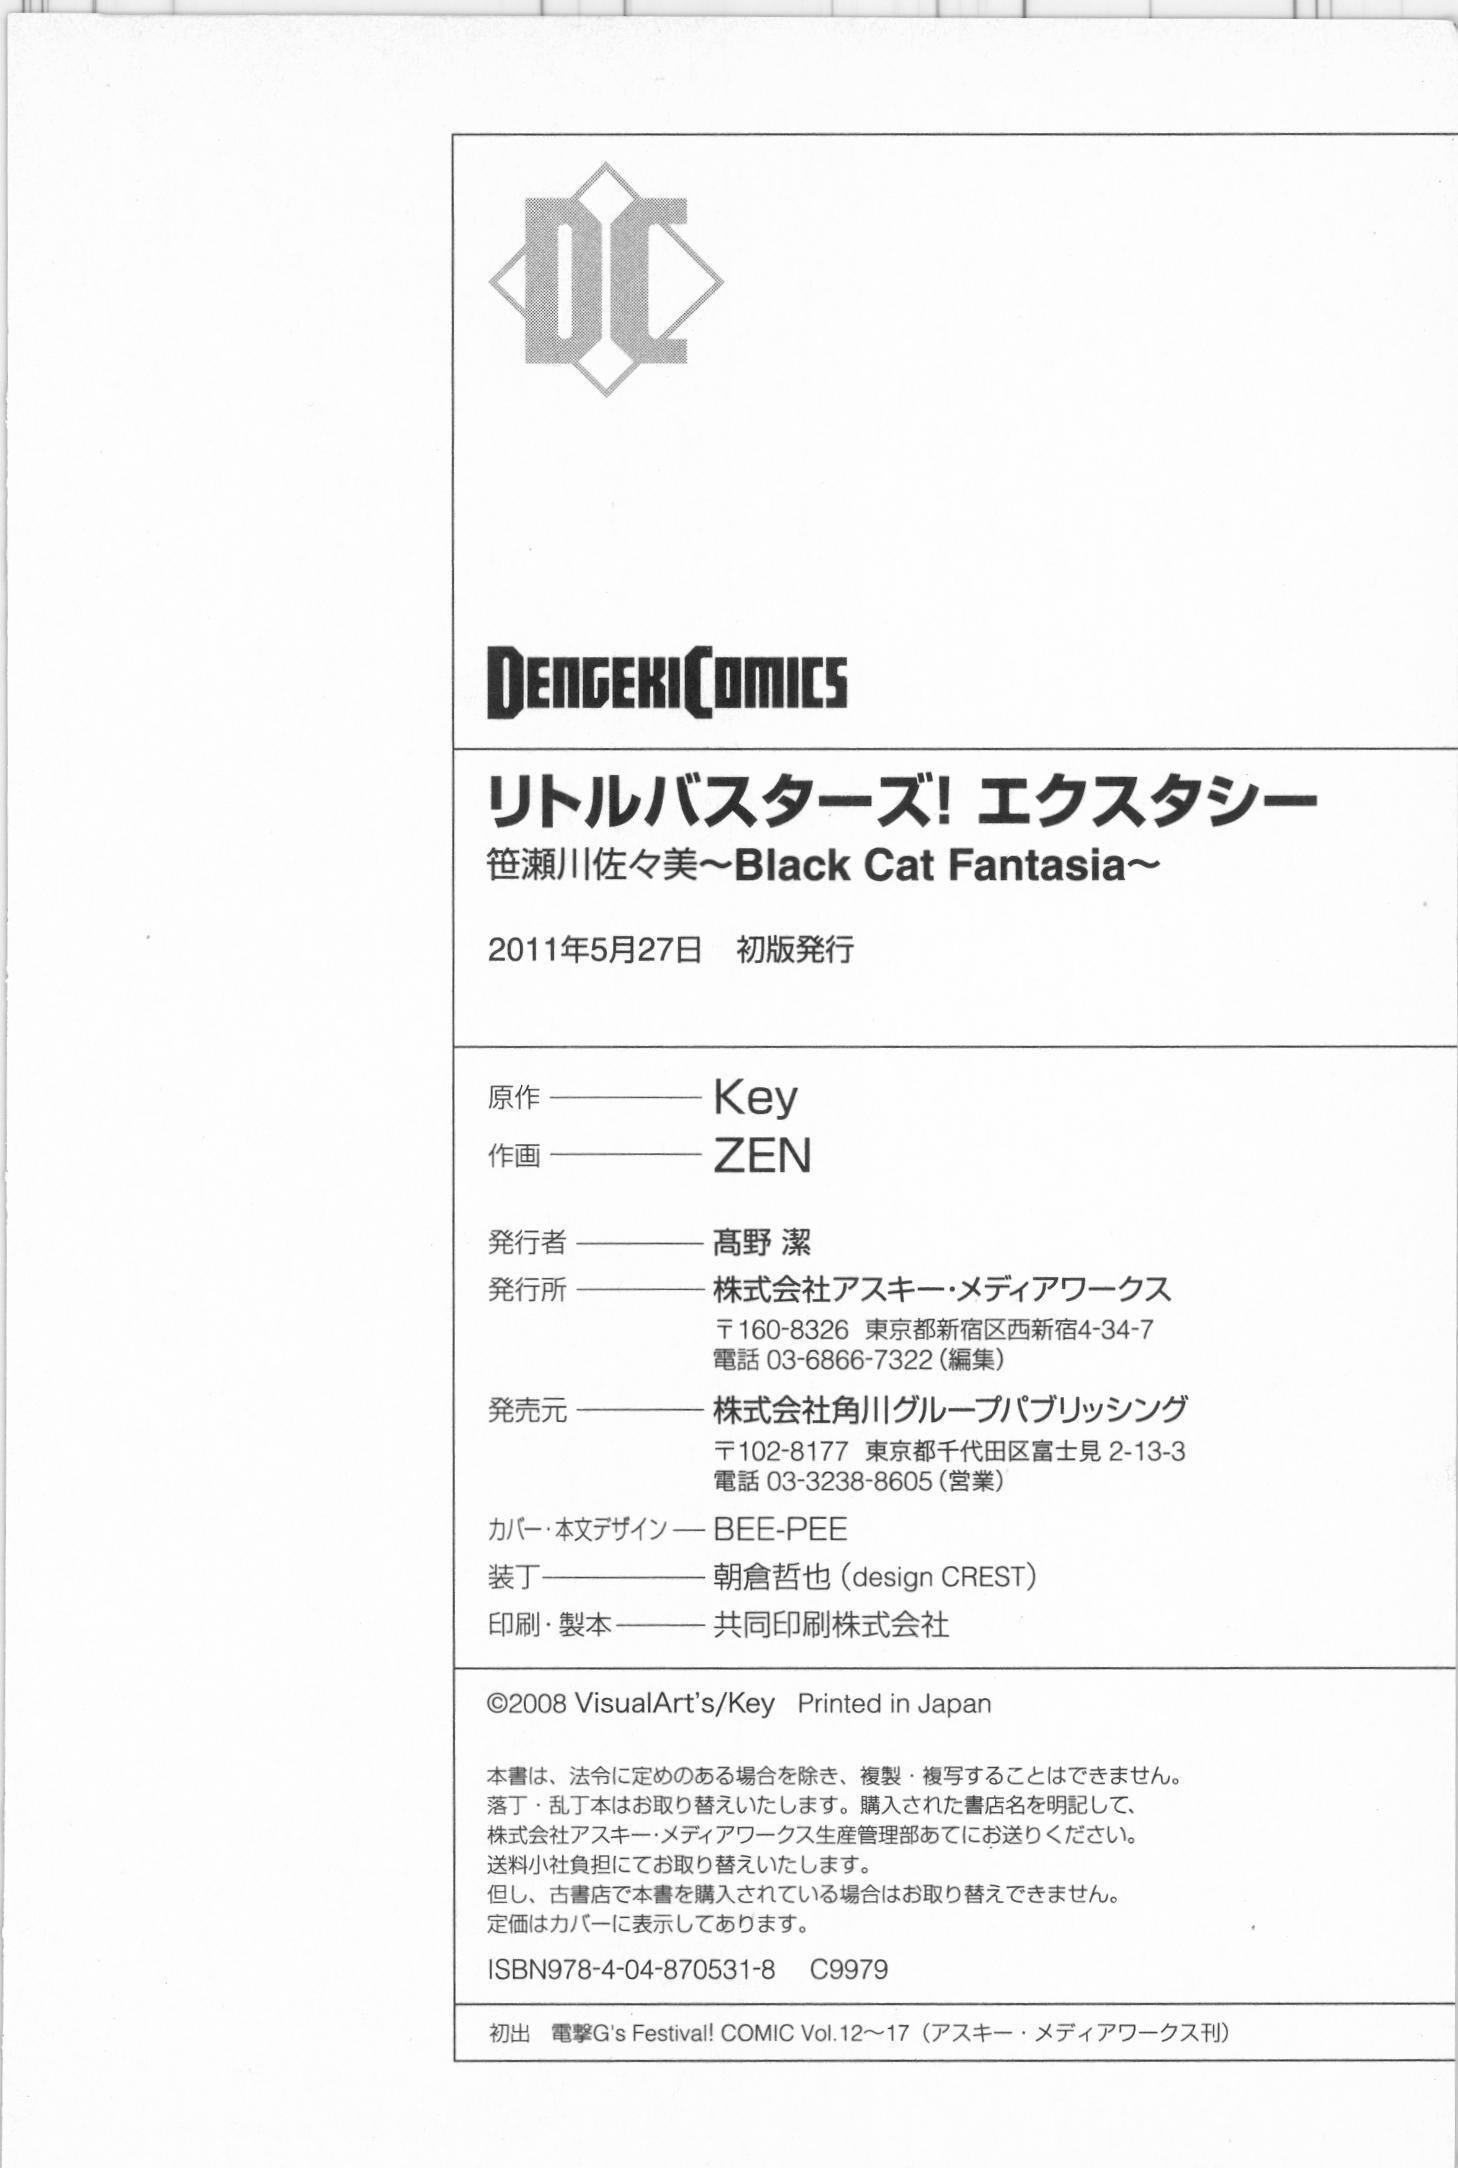 DC
DENGEKI COMICS
リトルバスターズ! エクスタシー
笹瀬川佐々美〜Black Cat Fantasia〜
2011年5月27日　初版発行
原作 ――― Key
作画 ――― ZEN
発行者 ――― 髙野 潔
発行所 ――― 株式会社アスキー・メディアワークス
〒160-8326 東京都新宿区西新宿4-34-7
電話 03-6866-7322（編集）
発売元 ――― 株式会社角川グループパブリッシング
〒102-8177 東京都千代田区富士見 2-13-3
電話 03-3238-8605（営業）
カバー・本文デザイン ― BEE-PEE
装丁 ――― 朝倉哲也（design CREST）
印刷・製本 ――― 共同印刷株式会社
©2008 VisualArt's/Key Printed in Japan
本書は、法令に定めのある場合を除き、複製・複写することはできません。
落丁・乱丁本はお取り替えいたします。購入された書店名を明記して、
株式会社アスキー・メディアワークス生産管理部あてにお送りください。
送料小社負担にてお取り替えいたします。
但し、古書店で本書を購入されている場合はお取り替えできません。
定価はカバーに表示してあります。
ISBN978-4-04-870531-8　C9979
初出　電撃G's Festival! COMIC Vol.12〜17（アスキー・メディアワークス刊）